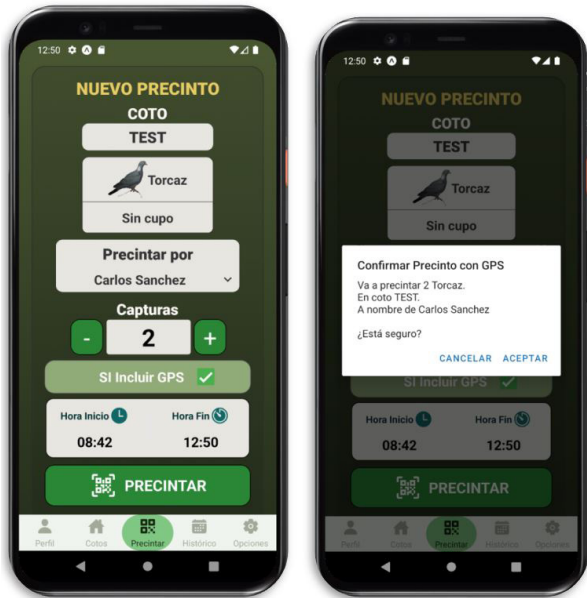 12:50
NUEVO PRECINTO
COTO
TEST
Torcaz
Sin cupo
Precintar por
Carlos Sanchez
Capturas
- 2 +
SI Incluir GPS
Hora Inicio Hora Fin
08:42 12:50
PRECINTAR
Perfil Cotos Precintar Histórico Opciones
12:50
NUEVO PRECINTO
COTO
TEST
Torcaz
Sin cupo
Confirmar Precinto con GPS
Va a precintar 2 Torcaz.
En coto TEST.
A nombre de Carlos Sanchez
¿Está seguro?
CANCELAR ACEPTAR
SI Incluir GPS
Hora Inicio Hora Fin
08:42 12:50
PRECINTAR
Perfil Cotos Precintar Histórico Opciones